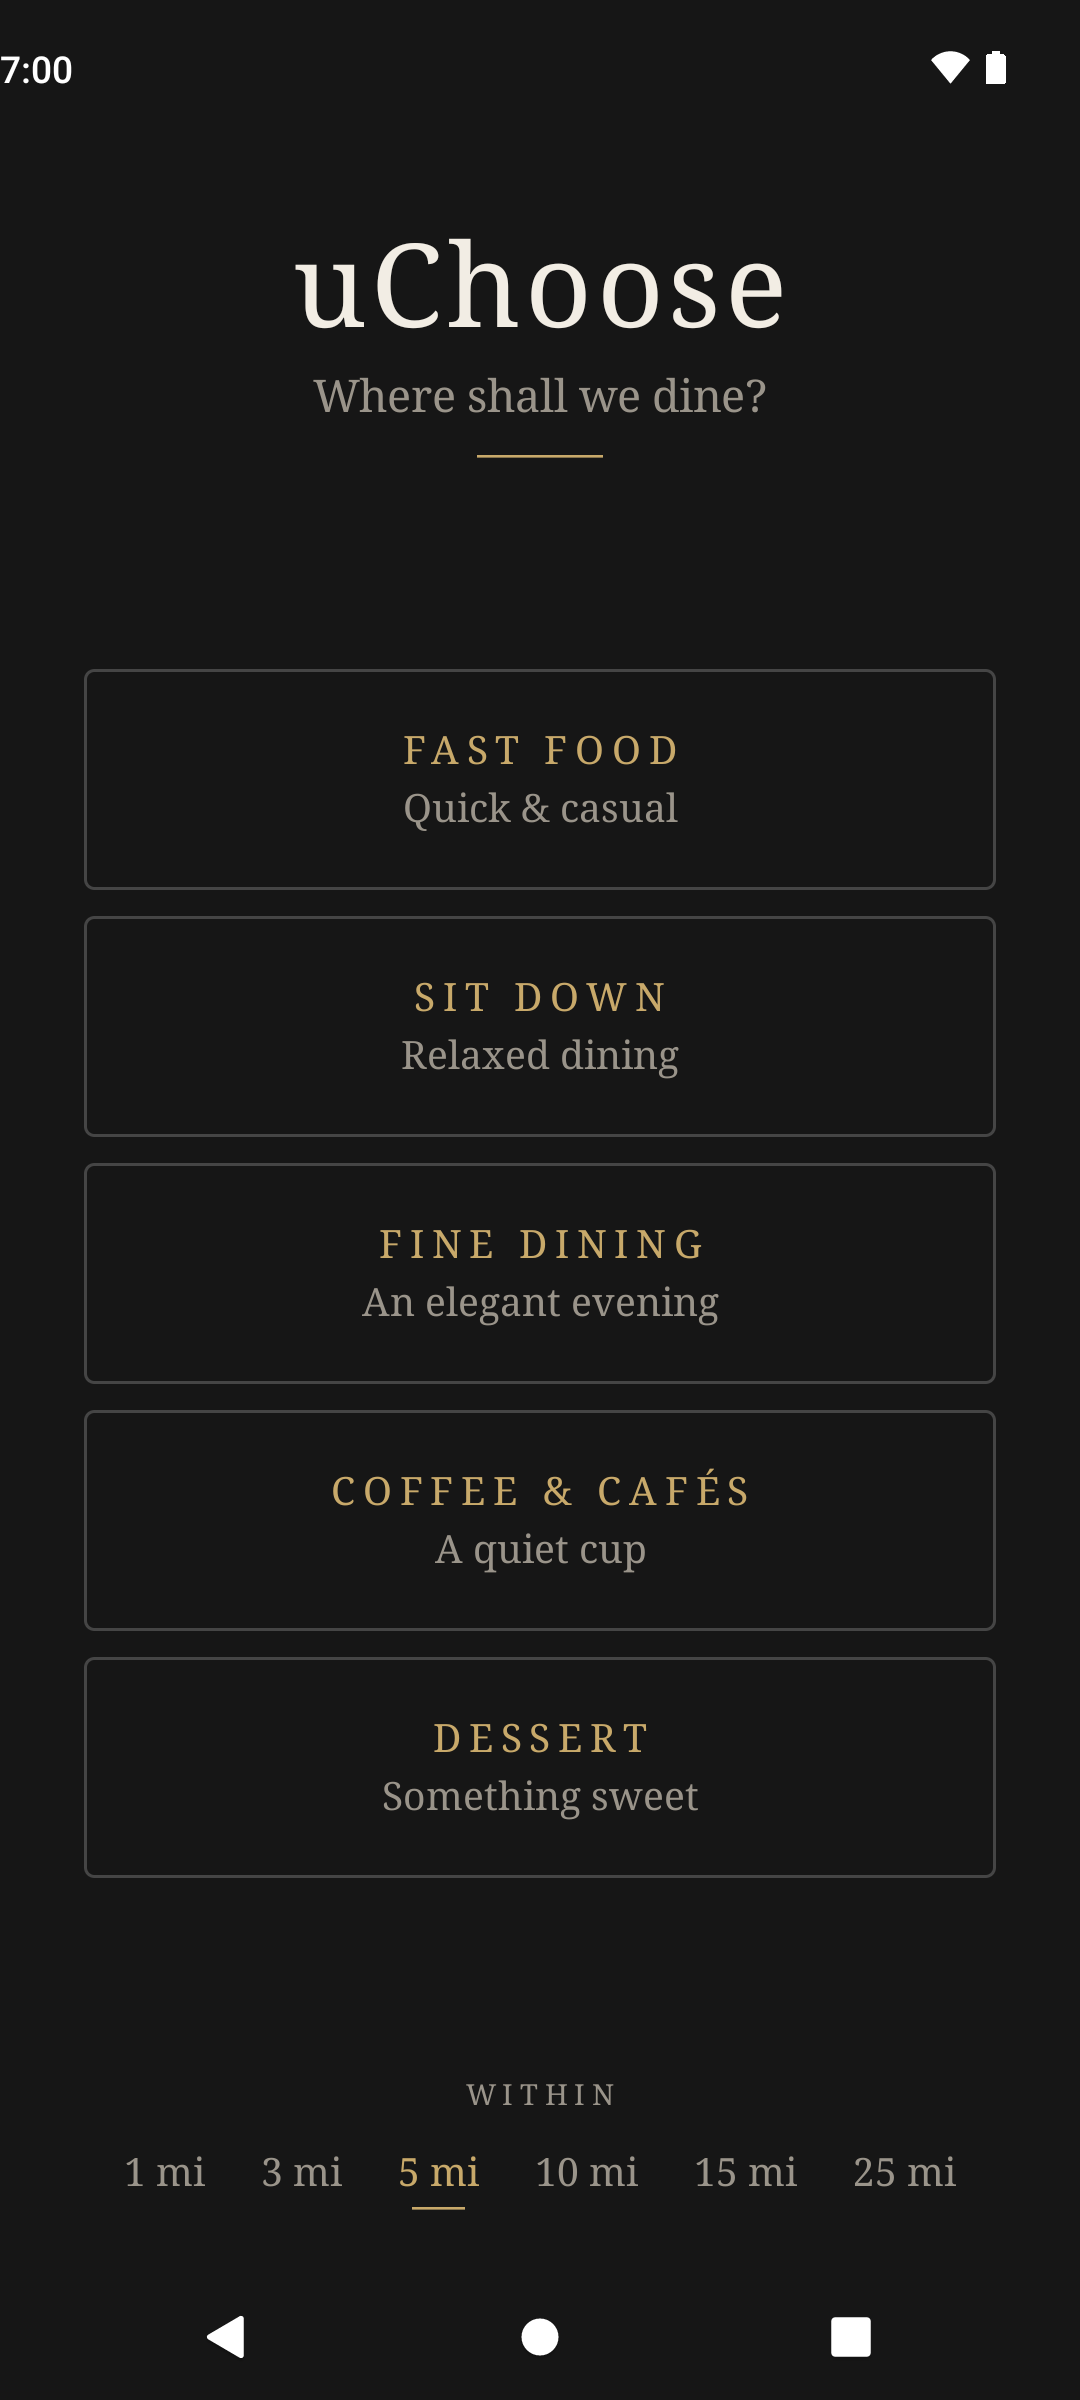 7:00
uChoose
Where shall we dine?
FAST FOOD
Quick & casual
SIT DOWN
Relaxed dining
FINE DINING
An elegant evening
COFFEE & CAFÉS
A quiet cup
DESSERT
Something sweet
WITHIN
1 mi 3 mi 5 mi 10 mi 15 mi 25 mi